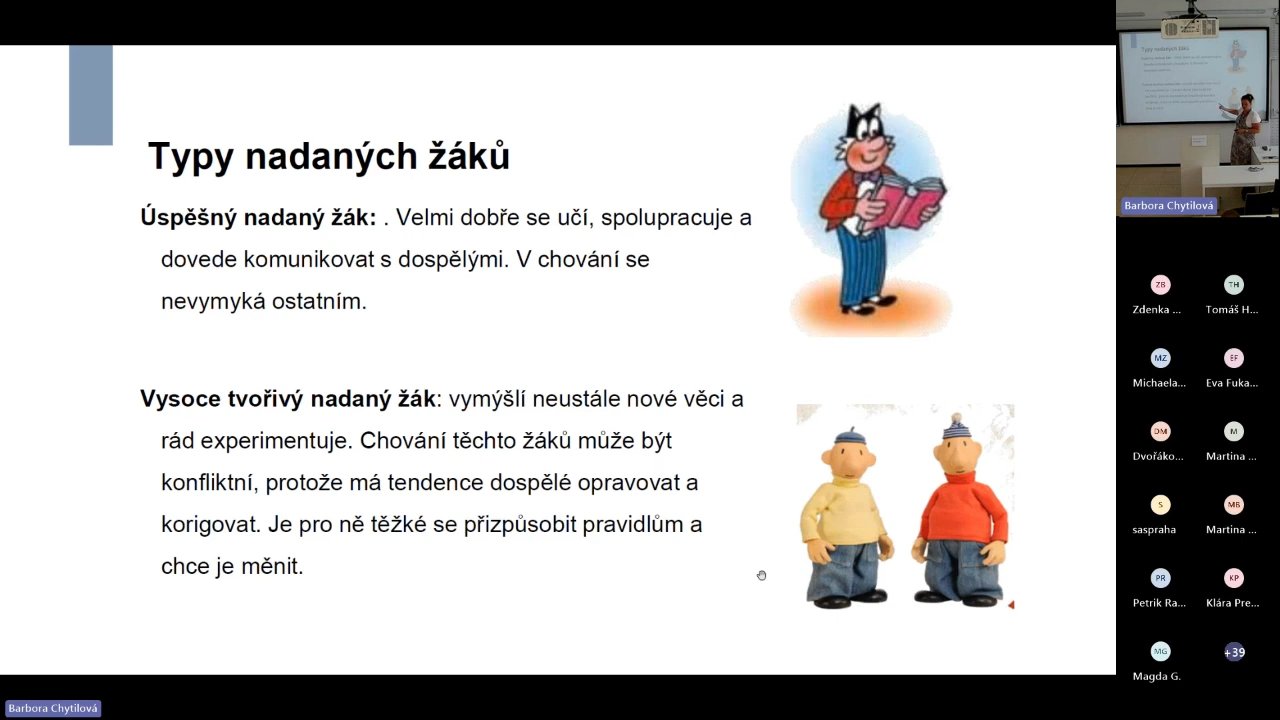 Typy nadaných žáků
Úspěšný nadaný žák: . Velmi dobře se učí, spolupracuje a
dovede komunikovat s dospělými. V chování se
nevymyká ostatním.
Vysoce tvořivý nadaný žák: vymýšlí neustále nové věci a
rád experimentuje. Chování těchto žáků může být
konfliktní, protože má tendence dospělé opravovat a
korigovat. Je pro ně těžké se přizpůsobit pravidlům a
chce je měnit.
Barbora Chytilová
Typy nadaných žáků
Barbora Chytilová
ZB
TH
Zdenka ...
Tomáš H...
MZ
EF
Michaela...
Eva Fuka...
DM
M
Dvořáko...
Martina ...
S
MB
saspraha
Martina ...
PR
KP
Petrik Ra...
Klára Pre...
MG
+39
Magda G.